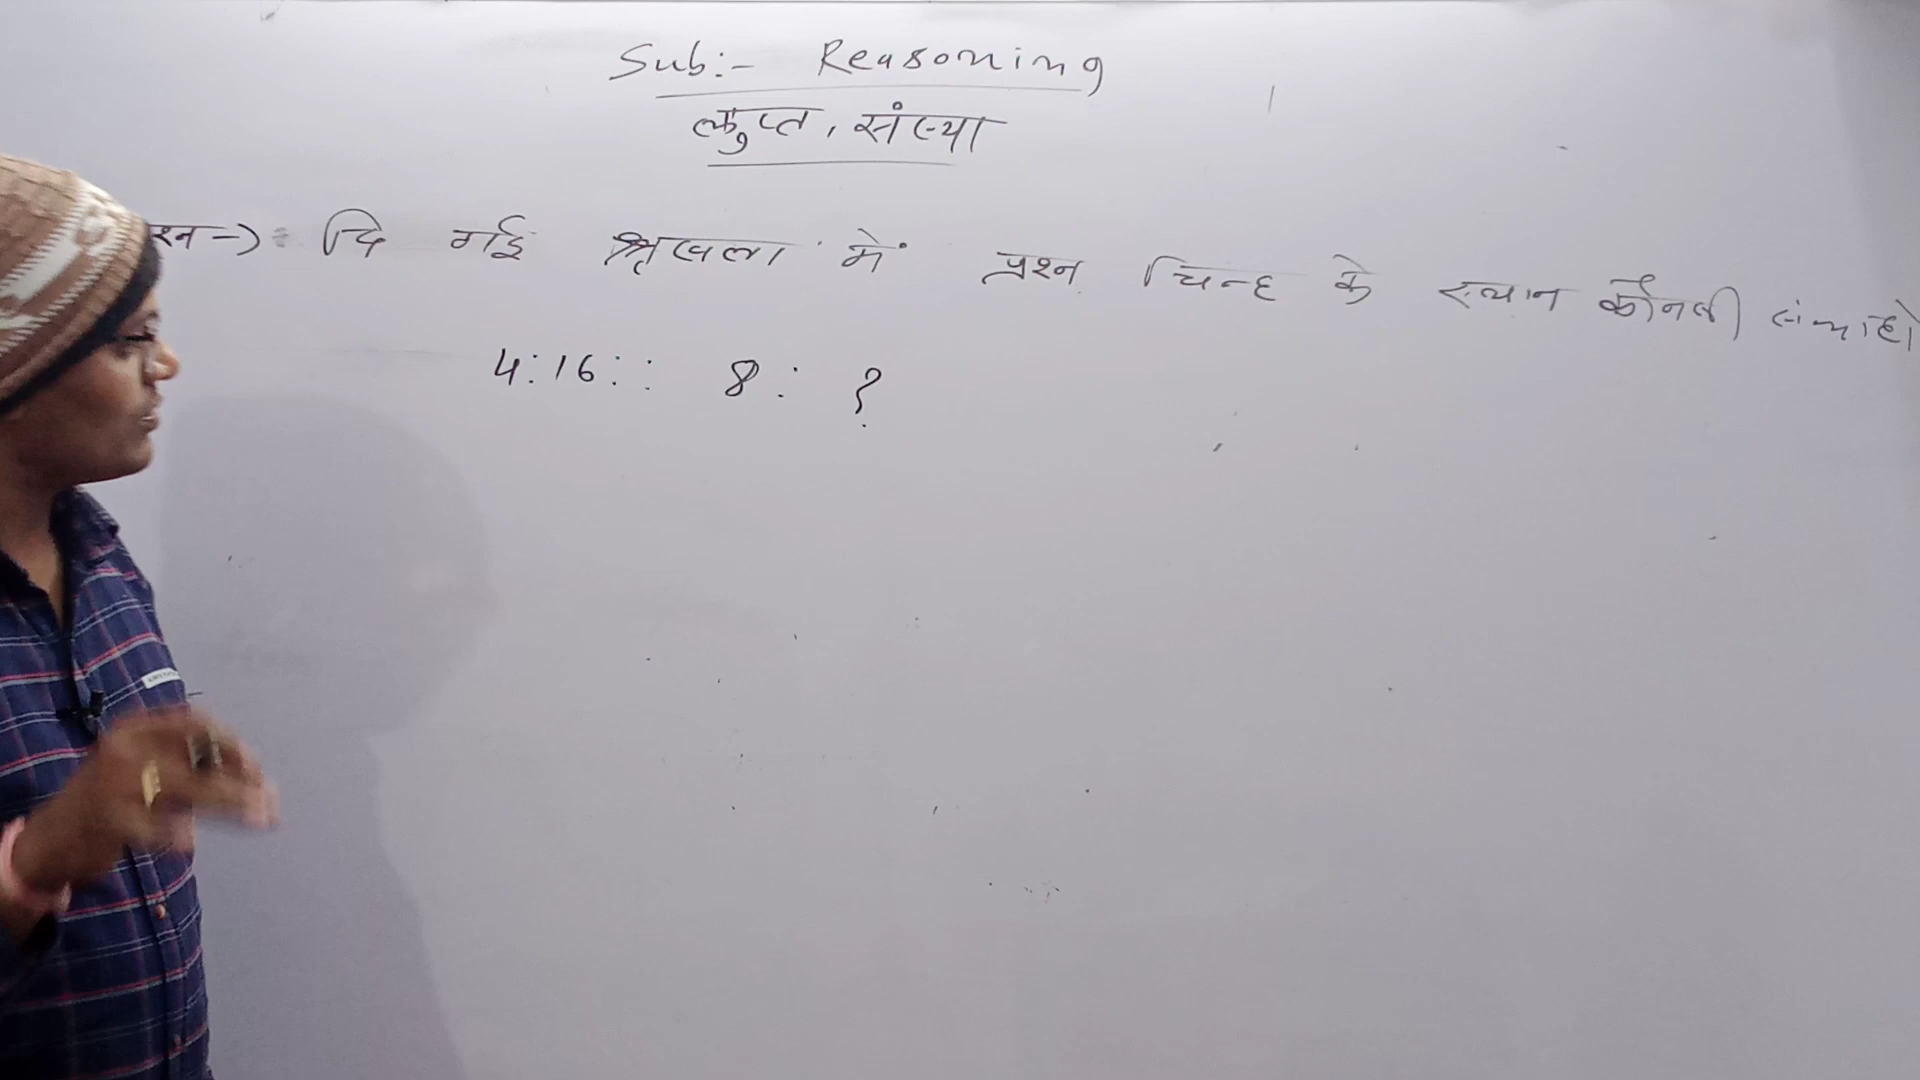 Sub:- Reasoning
लुप्त, संख्या
श्न -> दि गई श्रृखला में प्रश्न चिन्ह के स्थान कौनसी
4:16:: 8: ?